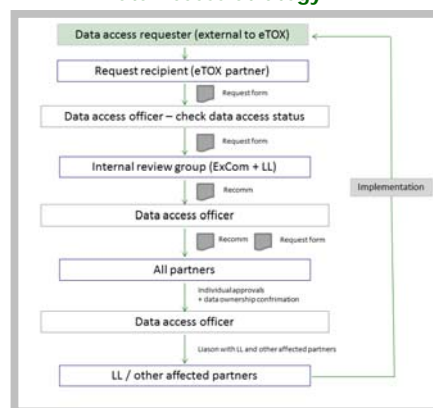 Data access requester (external to eTOX)
Request recipient (eTOX partner)
Request form
Data access officer – check data access status
Request form
Internal review group (ExCom + LL)
Recomm
Implementation
Data access officer
Recomm
Request form
All partners
Individual approvals
+ data ownership confrimation
Data access officer
Liason with LL and other affected partners
LL / other affected partners